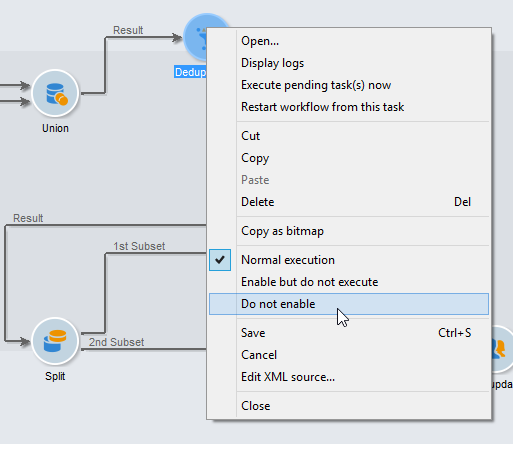 Result
Dedup
Union
Result
1st Subset
2nd Subset
Split
upda
Open...
Display logs
Execute pending task(s) now
Restart workflow from this task
Cut
Copy
Paste
Delete Del
Copy as bitmap
Normal execution
Enable but do not execute
Do not enable
Save Ctrl+S
Cancel
Edit XML source...
Close